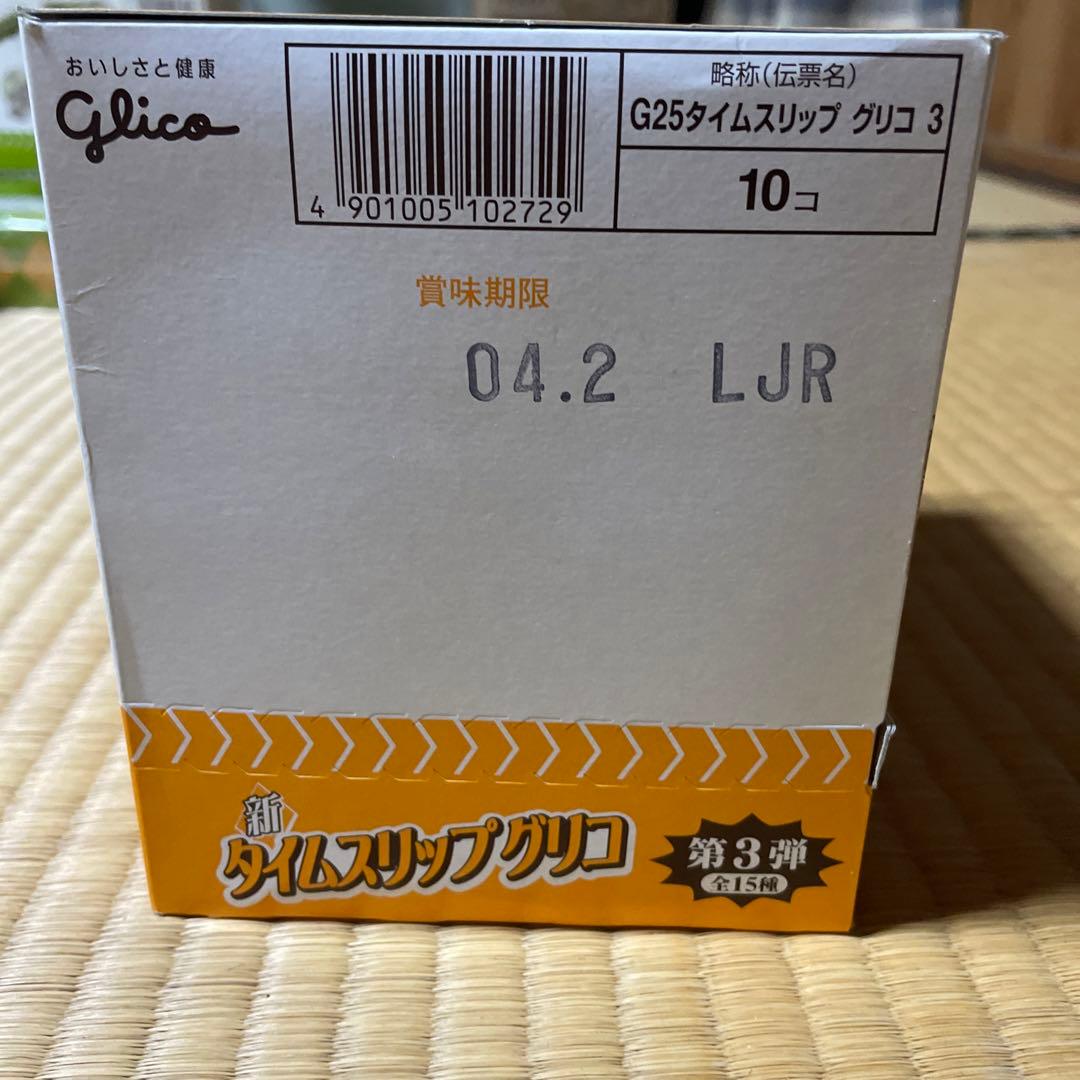 おいしさと健康
glico
4 901005 102729
略称(伝票名)
G25タイムスリップ グリコ 3
10コ
賞味期限
04.2 LJR
新
タイムスリップグリコ
第3弾
全15種